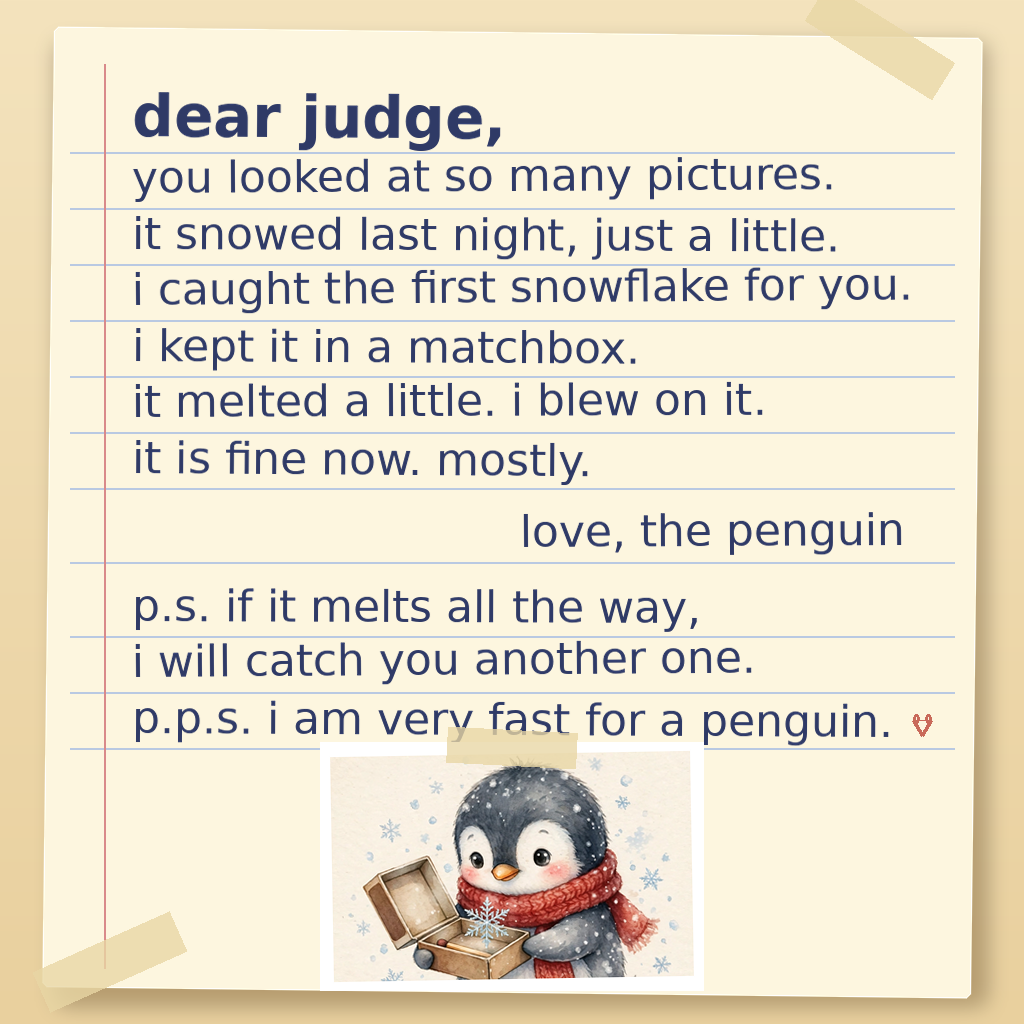 dear judge,
you looked at so many pictures.
it snowed last night, just a little.
i caught the first snowflake for you.
i kept it in a matchbox.
it melted a little. i blew on it.
it is fine now. mostly.
love, the penguin
p.s. if it melts all the way,
i will catch you another one.
p.p.s. i am very fast for a penguin.